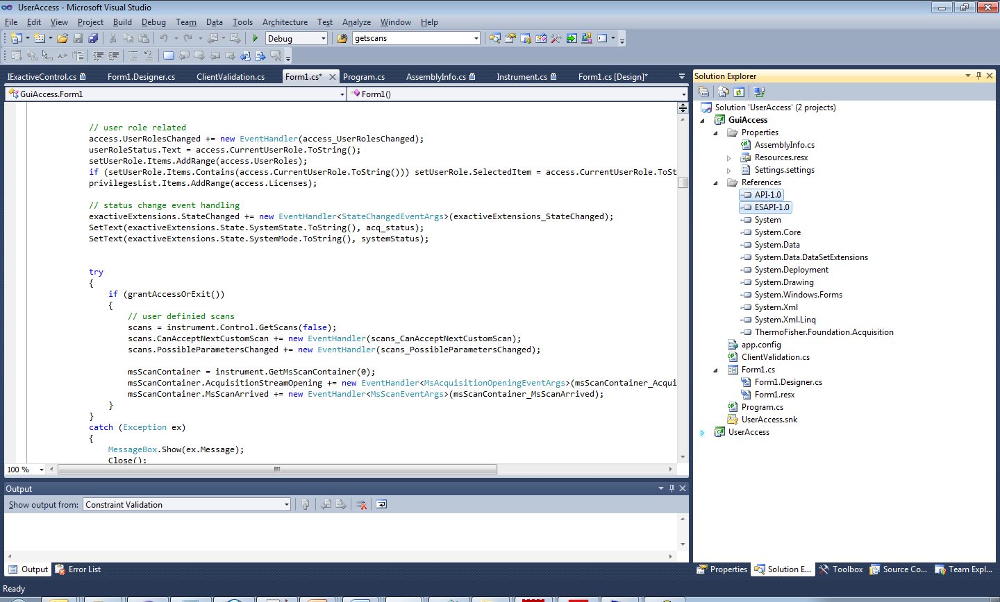 UserAccess - Microsoft Visual Studio
File Edit View Project Build Debug Team Data Tools Architecture Test Analyze Window Help
Debug getscans
IExactiveControl.cs Form1.Designer.cs ClientValidation.cs Form1.cs* Program.cs AssemblyInfo.cs Instrument.cs Form1.cs [Design]*
GuiAccess.Form1 Form1()
// user role related
access.UserRolesChanged += new EventHandler(access_UserRolesChanged);
userRoleStatus.Text = access.CurrentUserRole.ToString();
setUserRole.Items.AddRange(access.UserRoles);
if (setUserRole.Items.Contains(access.CurrentUserRole.ToString())) setUserRole.SelectedItem = access.CurrentUserRole.ToSt
privilegesList.Items.AddRange(access.Licenses);
// status change event handling
exactiveExtensions.StateChanged += new EventHandler<StateChangedEventArgs>(exactiveExtensions_StateChanged);
SetText(exactiveExtensions.State.SystemState.ToString(), acq_status);
SetText(exactiveExtensions.State.SystemMode.ToString(), systemStatus);
try
{
if (grantAccessOrExit())
{
// user definied scans
scans = instrument.Control.GetScans(false);
scans.CanAcceptNextCustomScan += new EventHandler(scans_CanAcceptNextCustomScan);
scans.PossibleParametersChanged += new EventHandler(scans_PossibleParametersChanged);
msScanContainer = instrument.GetMsScanContainer(0);
msScanContainer.AcquisitionStreamOpening += new EventHandler<MsAcquisitionOpeningEventArgs>(msScanContainer_Acqui
msScanContainer.MsScanArrived += new EventHandler<MsScanEventArgs>(msScanContainer_MsScanArrived);
}
}
catch (Exception ex)
{
MessageBox.Show(ex.Message);
Close();
100 %
Output
Show output from: Constraint Validation
Output Error List
Solution Explorer
Solution 'UserAccess' (2 projects)
GuiAccess
Properties
AssemblyInfo.cs
Resources.resx
Settings.settings
References
API-1.0
ESAPI-1.0
System
System.Core
System.Data
System.Data.DataSetExtensions
System.Deployment
System.Drawing
System.Windows.Forms
System.Xml
System.Xml.Linq
ThermoFisher.Foundation.Acquisition
app.config
ClientValidation.cs
Form1.cs
Form1.Designer.cs
Form1.resx
Program.cs
UserAccess.snk
UserAccess
Properties Solution E... Toolbox Source Co... Team Expl...
Ready